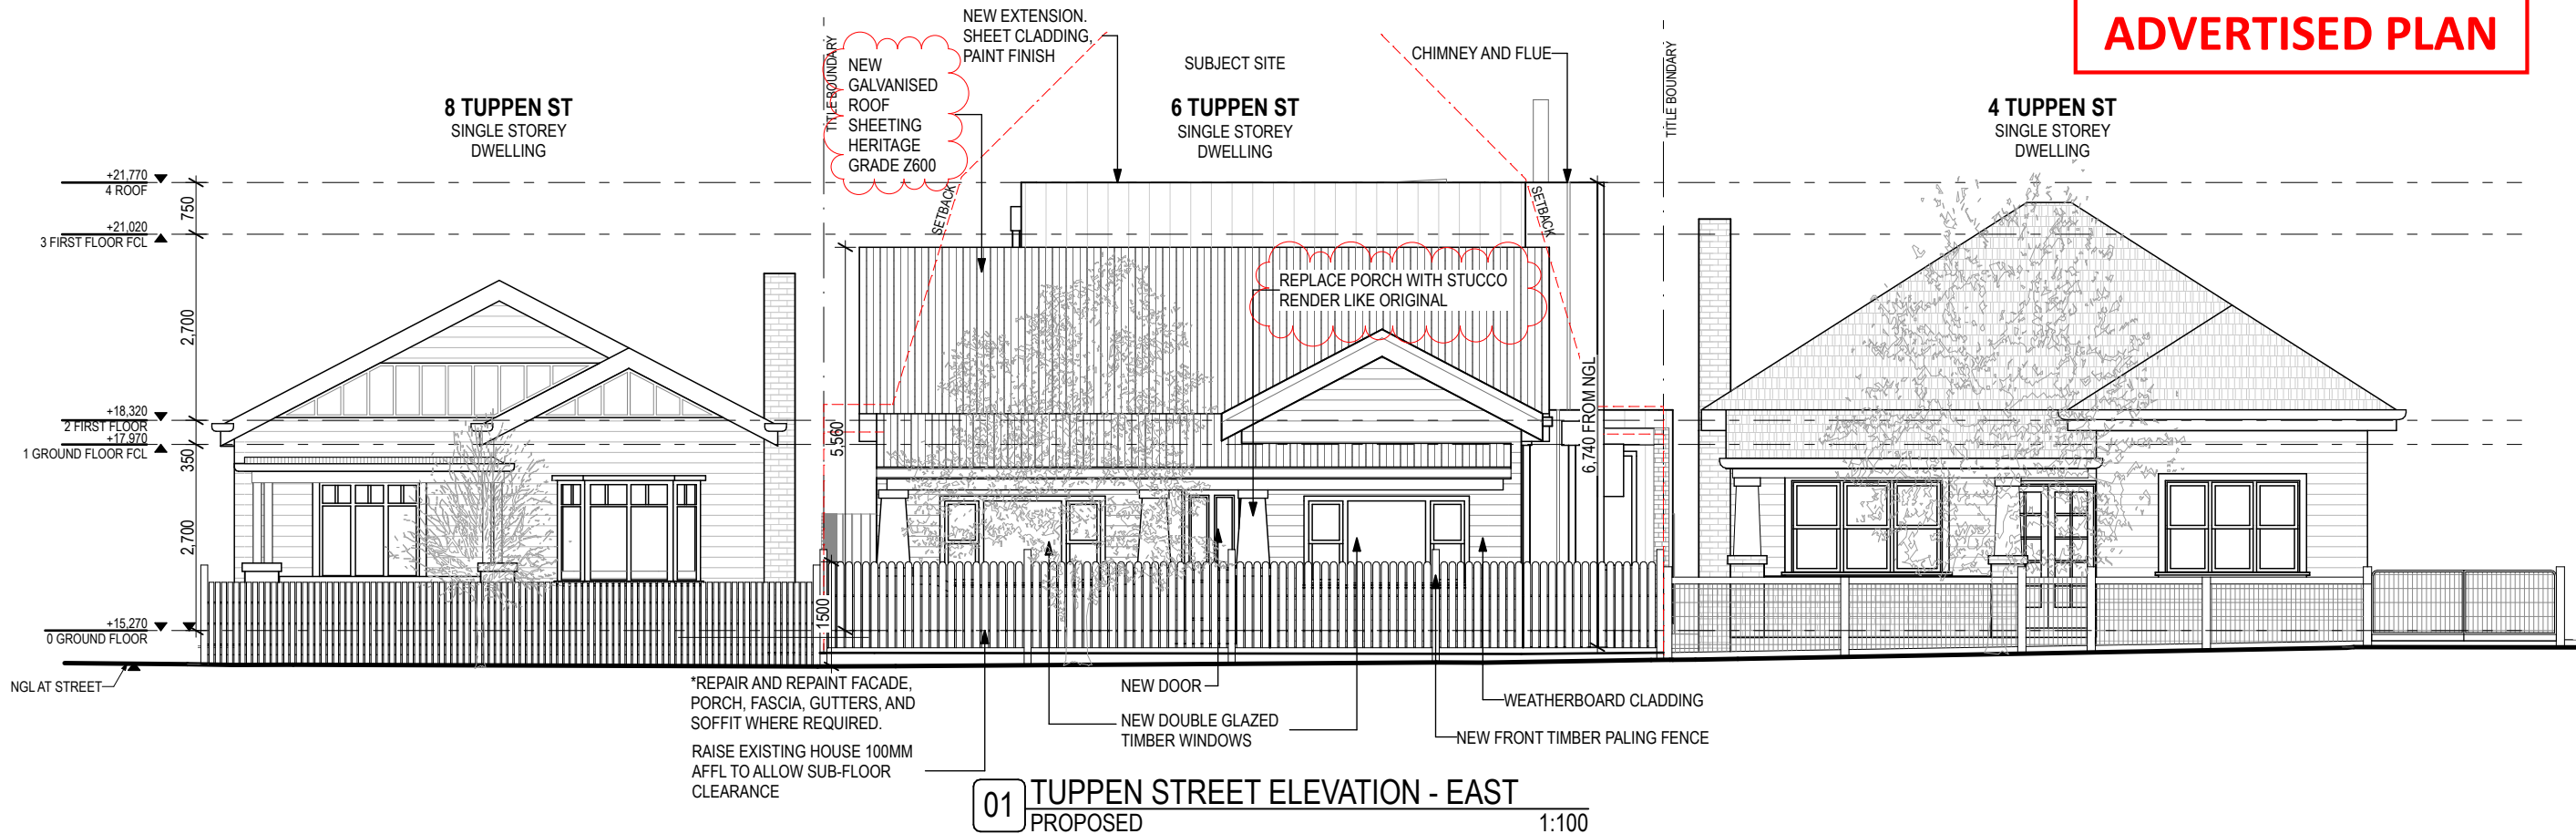 ADVERTISED PLAN
NEW EXTENSION.
SHEET CLADDING,
PAINT FINISH
TITLE BOUNDARY
NEW
GALVANISED
ROOF
SHEETING
HERITAGE
GRADE Z600
SUBJECT SITE
CHIMNEY AND FLUE
TITLE BOUNDARY
8 TUPPEN ST
SINGLE STOREY
DWELLING
6 TUPPEN ST
SINGLE STOREY
DWELLING
4 TUPPEN ST
SINGLE STOREY
DWELLING
+21,770
4 ROOF
750
+21,020
3 FIRST FLOOR FCL
2,700
+18,320
2 FIRST FLOOR
+17,970
1 GROUND FLOOR FCL
350
2,700
+15,270
0 GROUND FLOOR
NGL AT STREET
SETBACK
SETBACK
REPLACE PORCH WITH STUCCO
RENDER LIKE ORIGINAL
5,560
6,740 FROM NGL
1500
*REPAIR AND REPAINT FACADE,
PORCH, FASCIA, GUTTERS, AND
SOFFIT WHERE REQUIRED.
RAISE EXISTING HOUSE 100MM
AFFL TO ALLOW SUB-FLOOR
CLEARANCE
NEW DOOR
NEW DOUBLE GLAZED
TIMBER WINDOWS
WEATHERBOARD CLADDING
NEW FRONT TIMBER PALING FENCE
01
TUPPEN STREET ELEVATION - EAST
PROPOSED
1:100